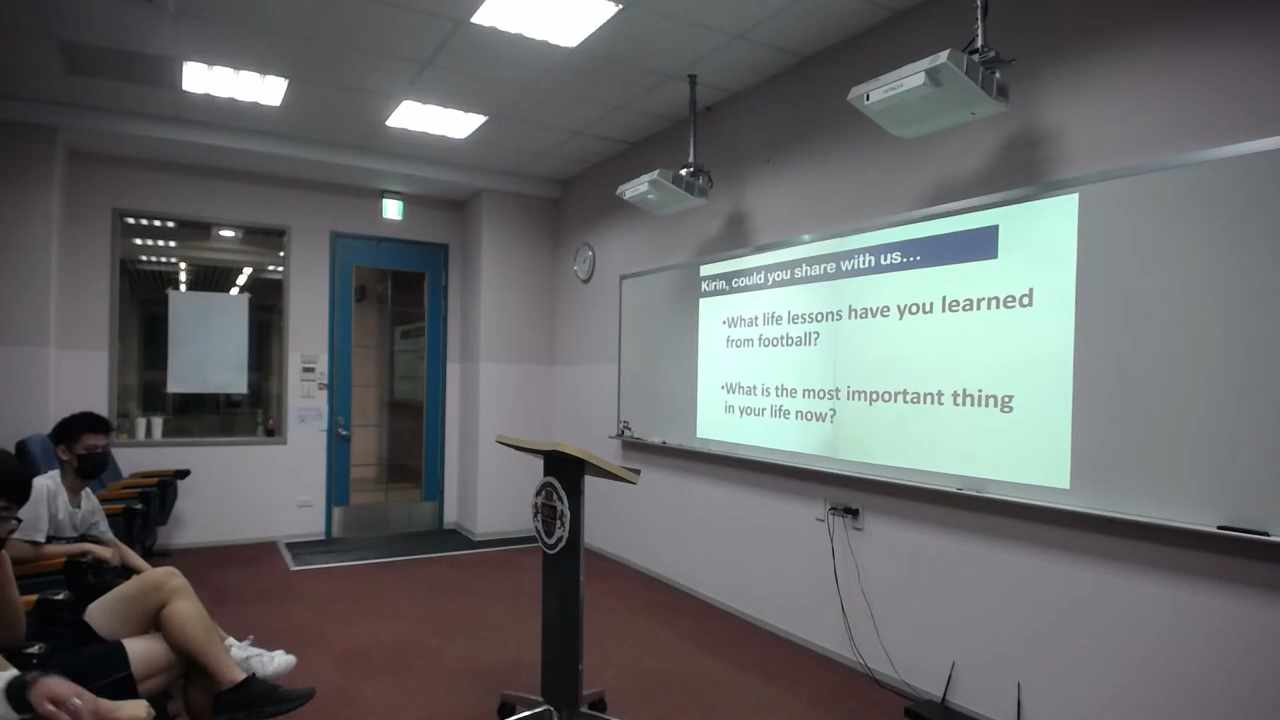 HITACHI
Kirin, could you share with us...
•What life lessons have you learned
from football?
•What is the most important thing
in your life now?